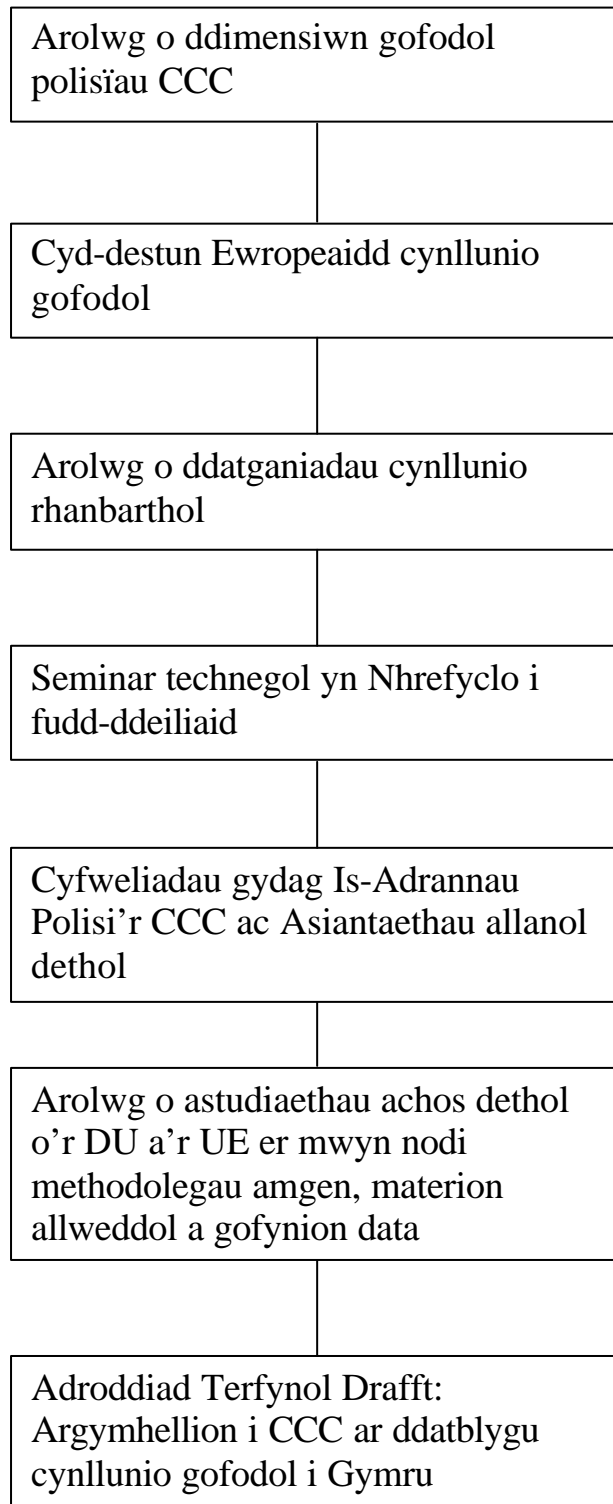 Arolwg o ddimensiwn gofodol
polisïau CCC
Cyd-destun Ewropeaidd cynllunio
gofodol
Arolwg o ddatganiadau cynllunio
rhanbarthol
Seminar technegol yn Nhrefyclo i
fudd-ddeiliaid
Cyfweliadau gydag Is-Adrannau
Polisi’r CCC ac Asiantaethau allanol
dethol
Arolwg o astudiaethau achos dethol
o’r DU a’r UE er mwyn nodi
methodolegau amgen, materion
allweddol a gofynion data
Adroddiad Terfynol Drafft:
Argymhellion i CCC ar ddatblygu
cynllunio gofodol i Gymru